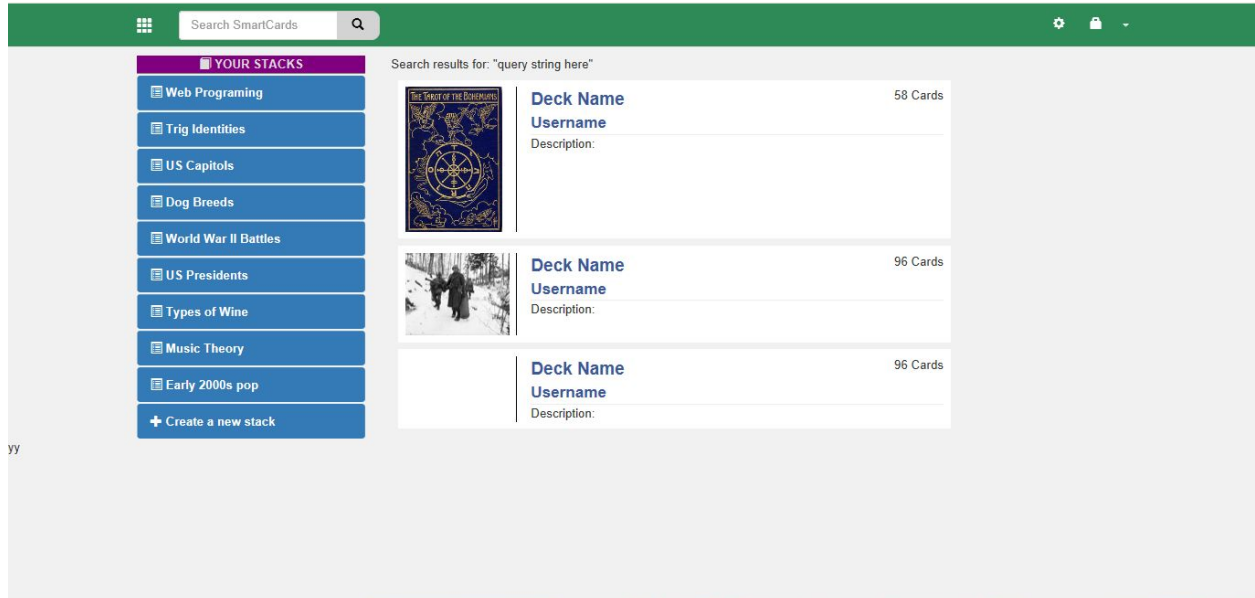 Search SmartCards
YOUR STACKS
Web Programing
Trig Identities
US Capitols
Dog Breeds
World War II Battles
US Presidents
Types of Wine
Music Theory
Early 2000s pop
Create a new stack
yy
Search results for: "query string here"
THE TAROT OF THE BOHEMIANS
Deck Name
58 Cards
Username
Description:
Deck Name
96 Cards
Username
Description:
Deck Name
96 Cards
Username
Description: